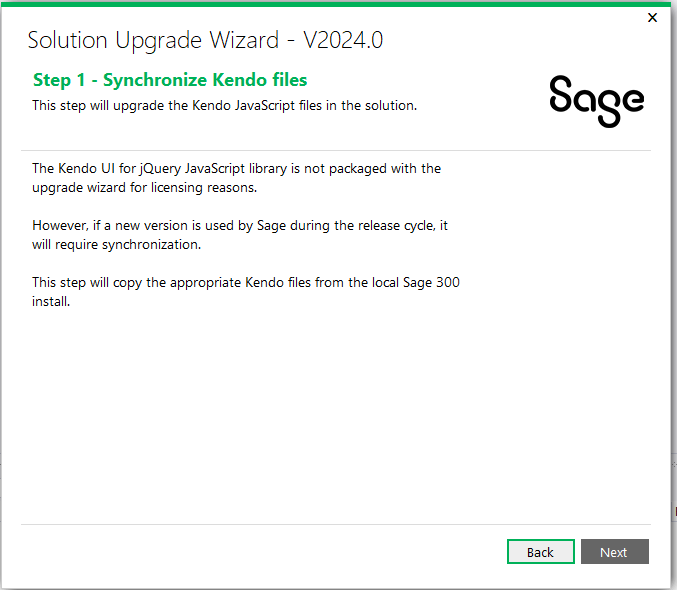 Solution Upgrade Wizard - V2024.0
Step 1 - Synchronize Kendo files
This step will upgrade the Kendo JavaScript files in the solution.
Sage
The Kendo UI for jQuery JavaScript library is not packaged with the
upgrade wizard for licensing reasons.
However, if a new version is used by Sage during the release cycle, it
will require synchronization.
This step will copy the appropriate Kendo files from the local Sage 300
install.
Back
Next